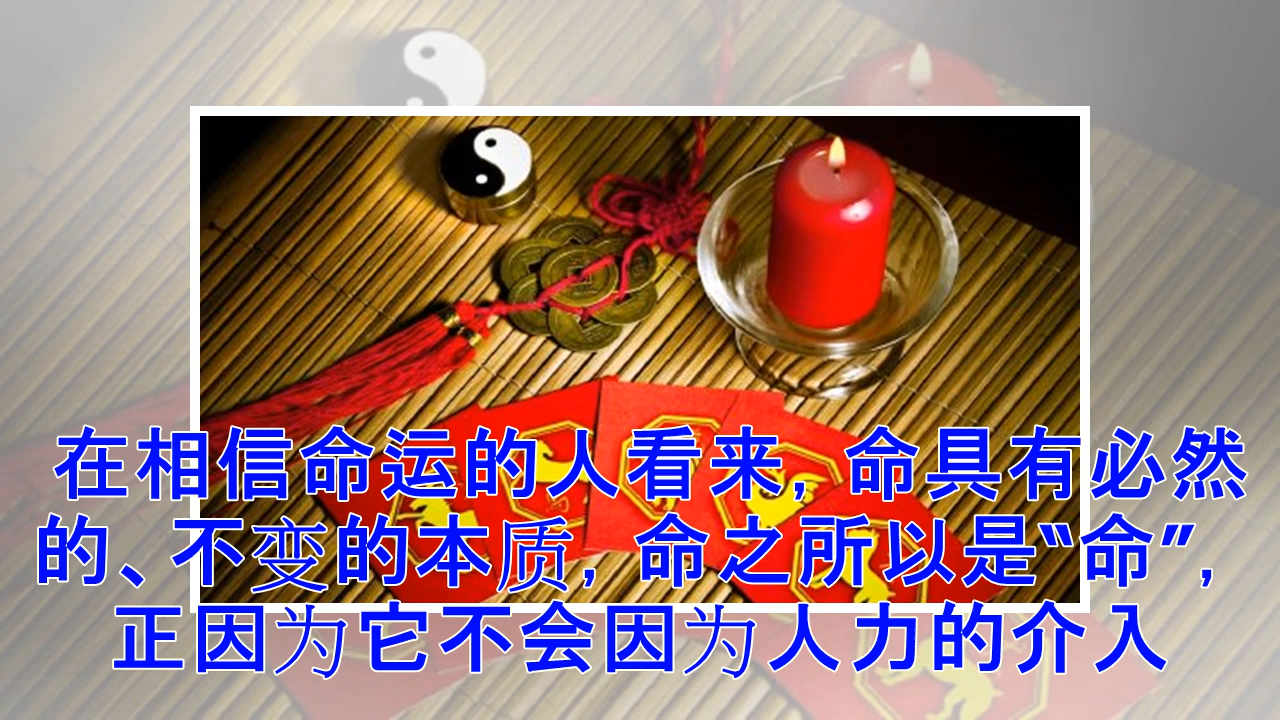 在相信命运的人看来,命具有必然
的、不变的本质,命之所以是“命”,
正因为它不会因为人力的介入